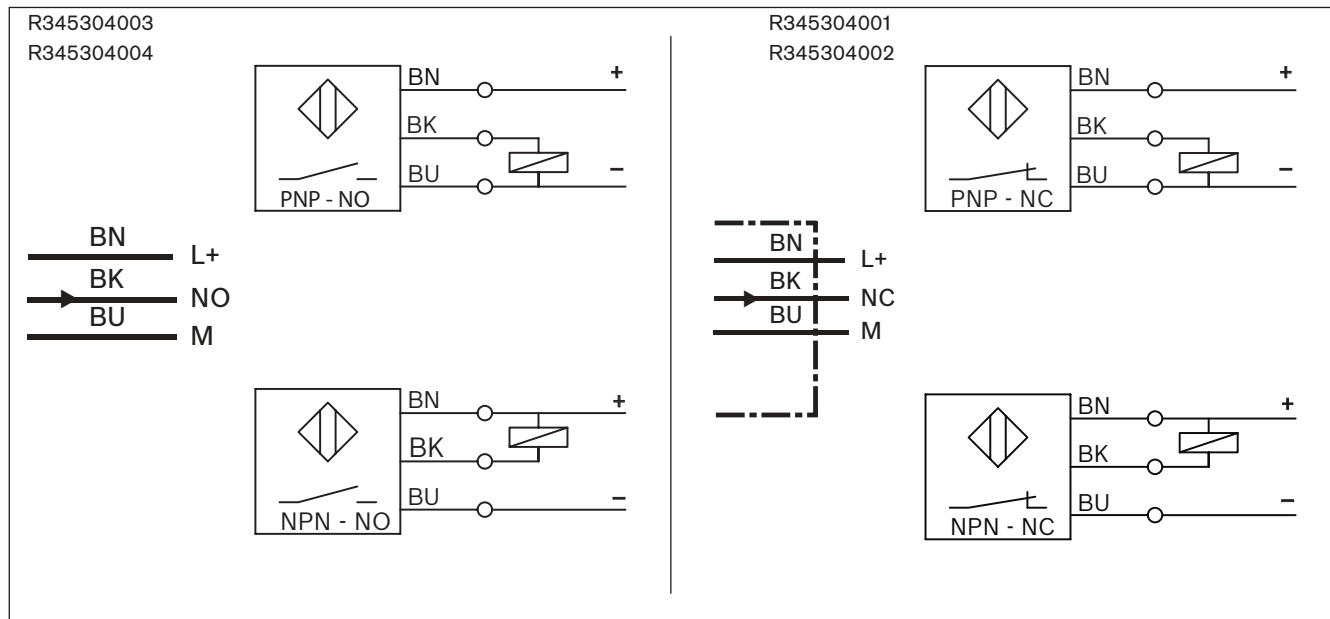 R345304003
R345304004
BN +
BK
BU −
PNP - NO
BN L+
BK NO
BU M
BN +
BK
BU −
NPN - NO
R345304001
R345304002
BN +
BK
BU −
PNP - NC
BN L+
BK NC
BU M
BN +
BK
BU −
NPN - NC